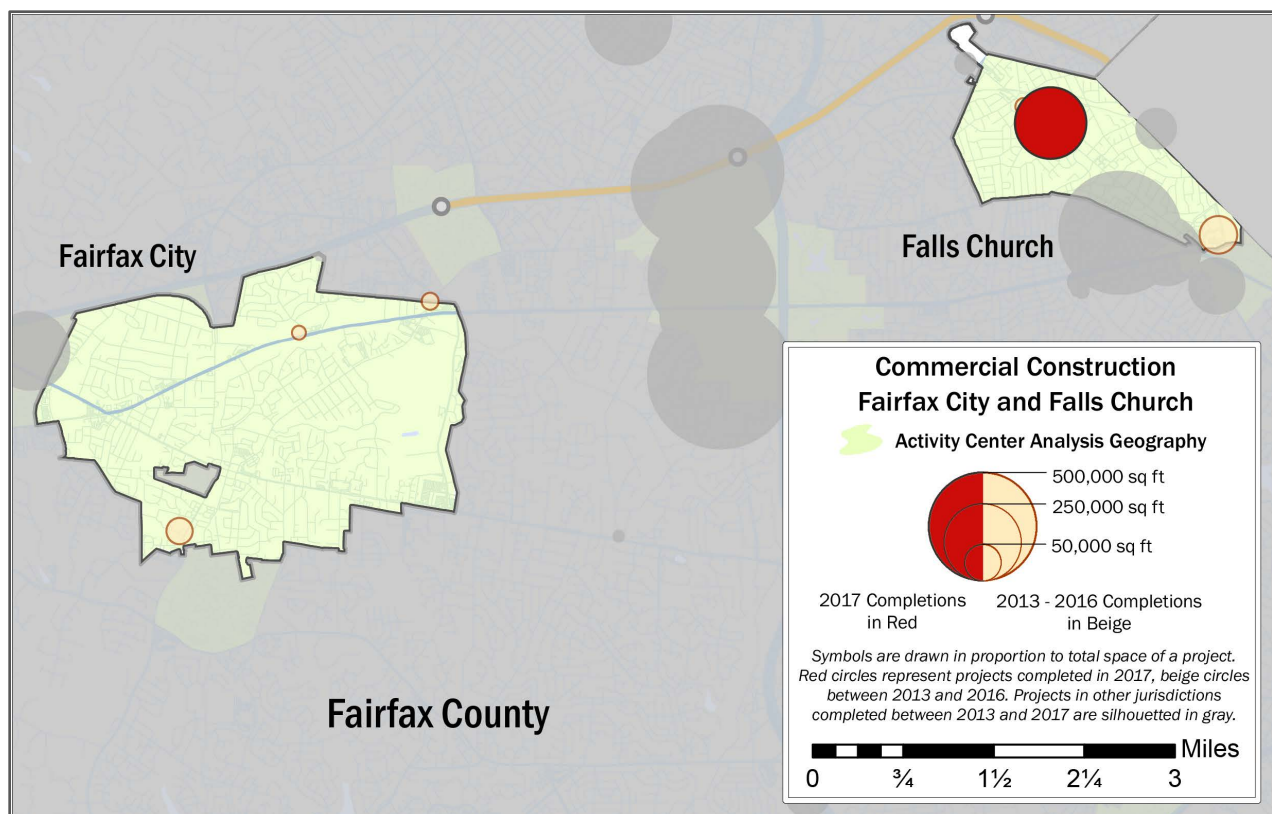 Fairfax City
Falls Church
Fairfax County
Commercial Construction
Fairfax City and Falls Church
Activity Center Analysis Geography
500,000 sq ft
250,000 sq ft
50,000 sq ft
2017 Completions
in Red
2013 - 2016 Completions
in Beige
Symbols are drawn in proportion to total space of a project.
Red circles represent projects completed in 2017, beige circles
between 2013 and 2016. Projects in other jurisdictions
completed between 2013 and 2017 are silhouetted in gray.
Miles
0 ¾ 1½ 2¼ 3